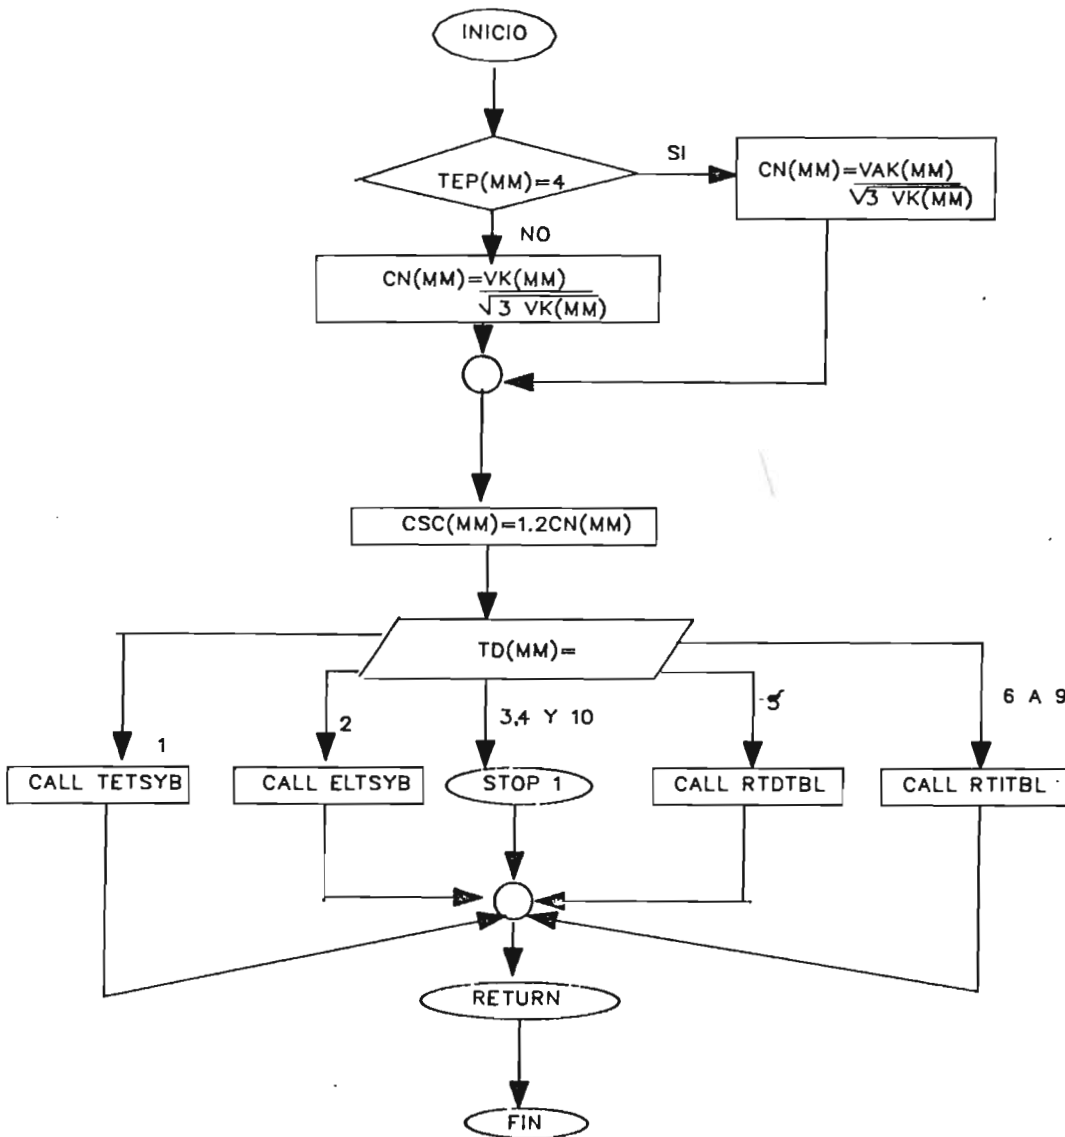 INICIO
TEP(MM)=4
SI
CN(MM)=VAK(MM)
√3 VK(MM)
NO
CN(MM)=VK(MM)
√3 VK(MM)
CSC(MM)=1.2CN(MM)
TD(MM)=
1
2
3,4 Y 10
5
6 A 9
CALL TETSYB
CALL ELTSYB
STOP 1
CALL RTDTBL
CALL RTITBL
RETURN
FIN